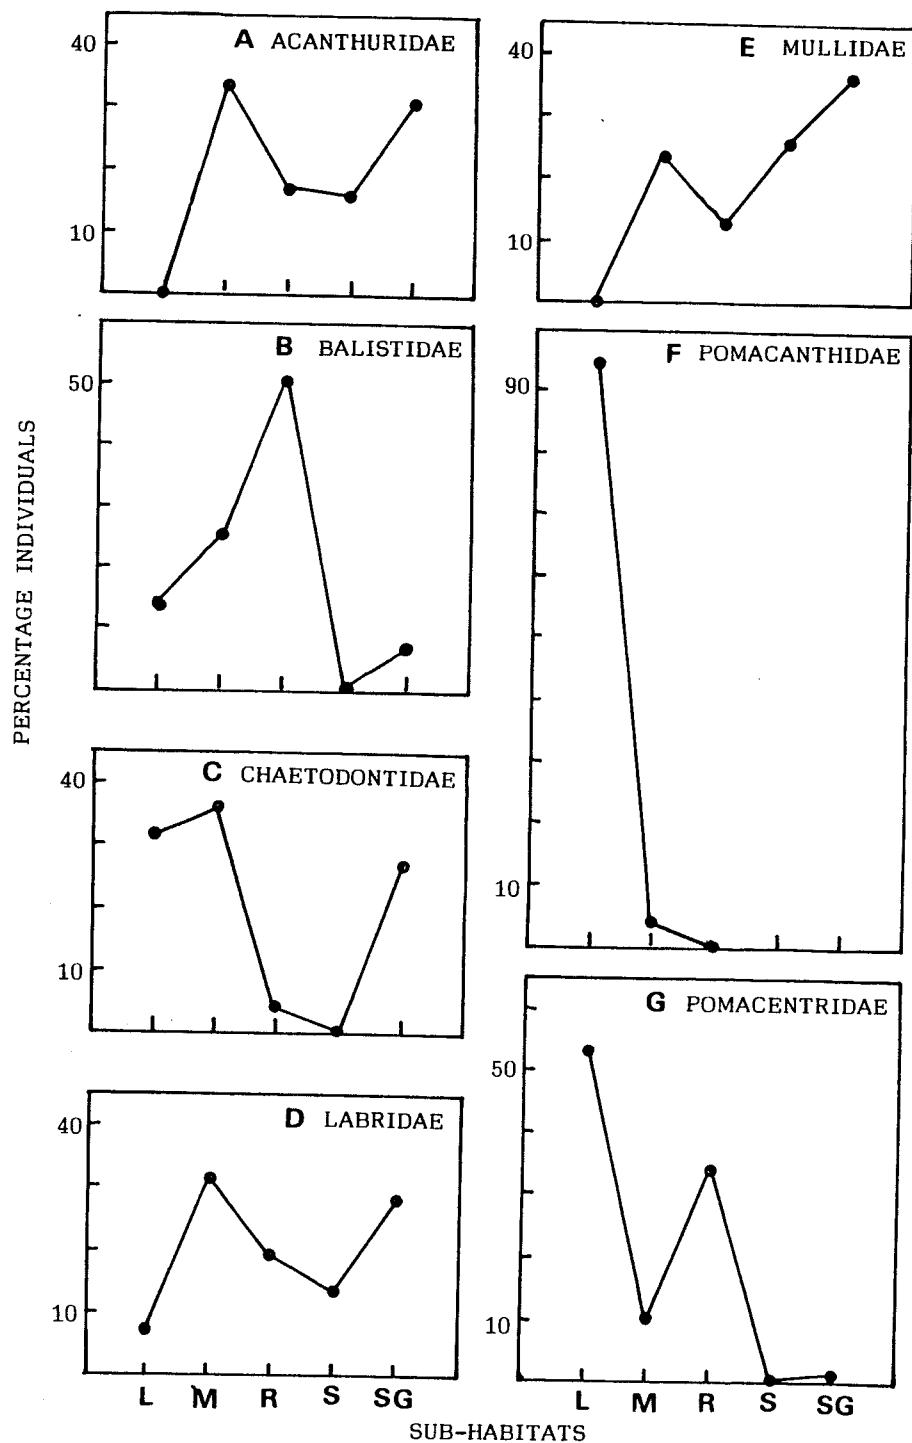 PERCENTAGE INDIVIDUALS
A ACANTHURIDAE
40
10
B BALISTIDAE
50
C CHAETODONTIDAE
40
10
D LABRIDAE
40
10
L M R S SG
E MULLIDAE
40
10
F POMACANTHIDAE
90
10
G POMACENTRIDAE
50
10
L M R S SG
SUB-HABITATS